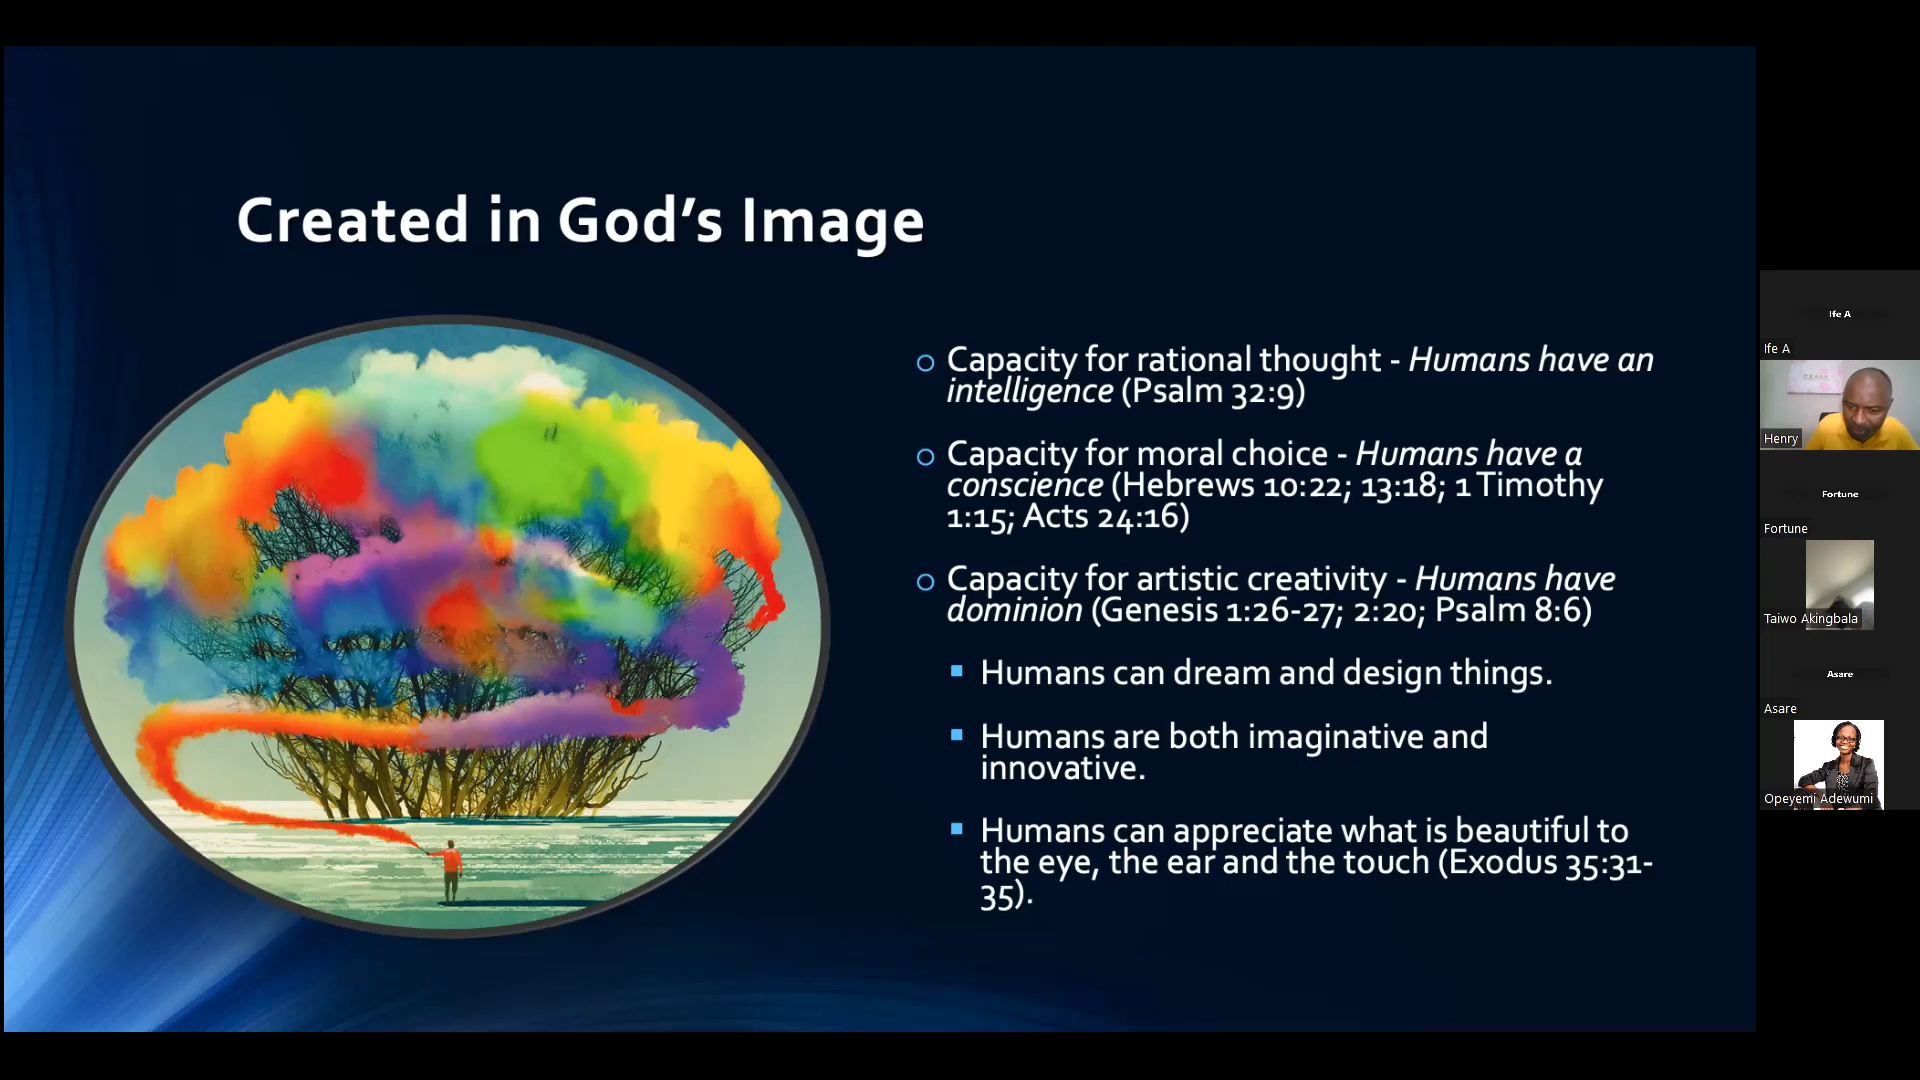 Created in God’s Image
o Capacity for rational thought - Humans have an
intelligence (Psalm 32:9)
o Capacity for moral choice - Humans have a
conscience (Hebrews 10:22; 13:18; 1 Timothy
1:15; Acts 24:16)
o Capacity for artistic creativity - Humans have
dominion (Genesis 1:26-27; 2:20; Psalm 8:6)
▪ Humans can dream and design things.
▪ Humans are both imaginative and
innovative.
▪ Humans can appreciate what is beautiful to
the eye, the ear and the touch (Exodus 35:31-
35).
Ife A
Ife A
Henry
Fortune
Fortune
Taiwo Akingbala
Asare
Asare
Opeyemi Adewumi